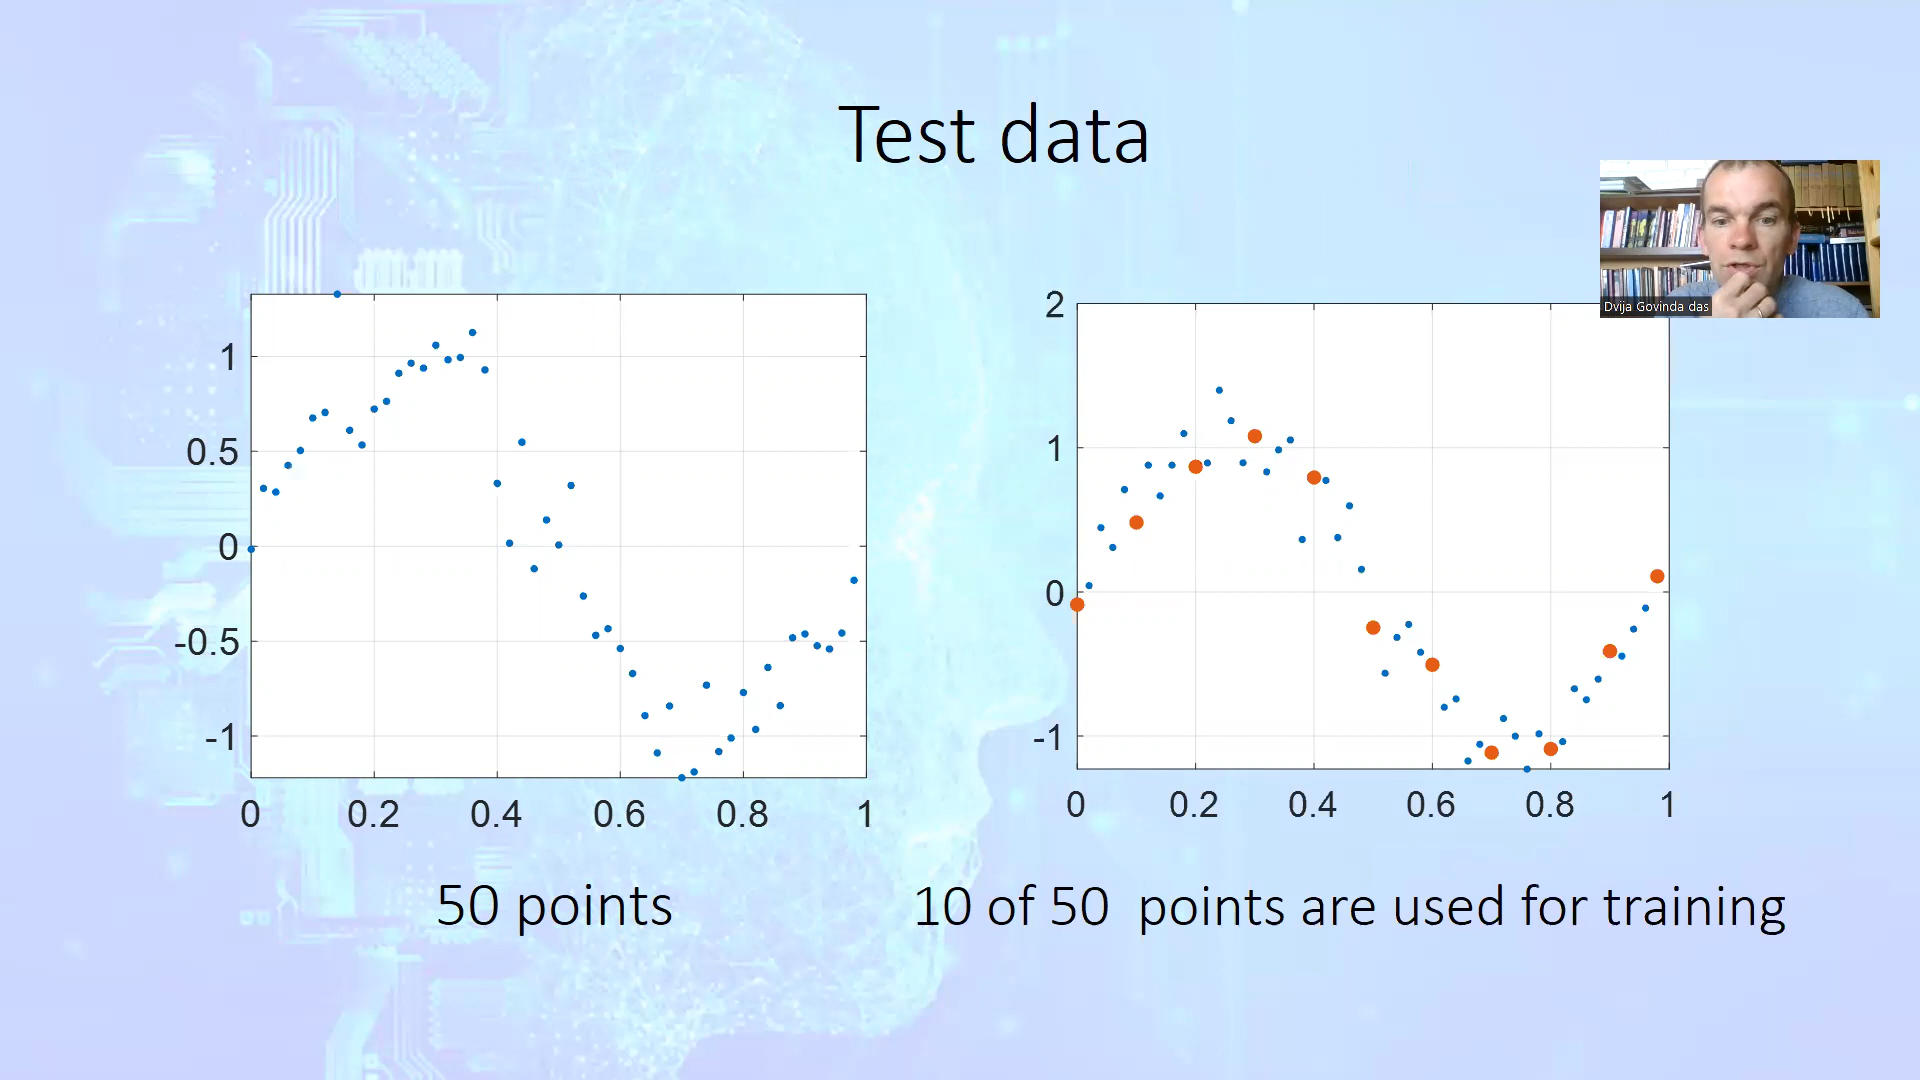 Test data
Dvija Govinda das
1
0.5
0
-0.5
-1
0 0.2 0.4 0.6 0.8 1
2
1
0
-1
0 0.2 0.4 0.6 0.8 1
50 points
10 of 50 points are used for training